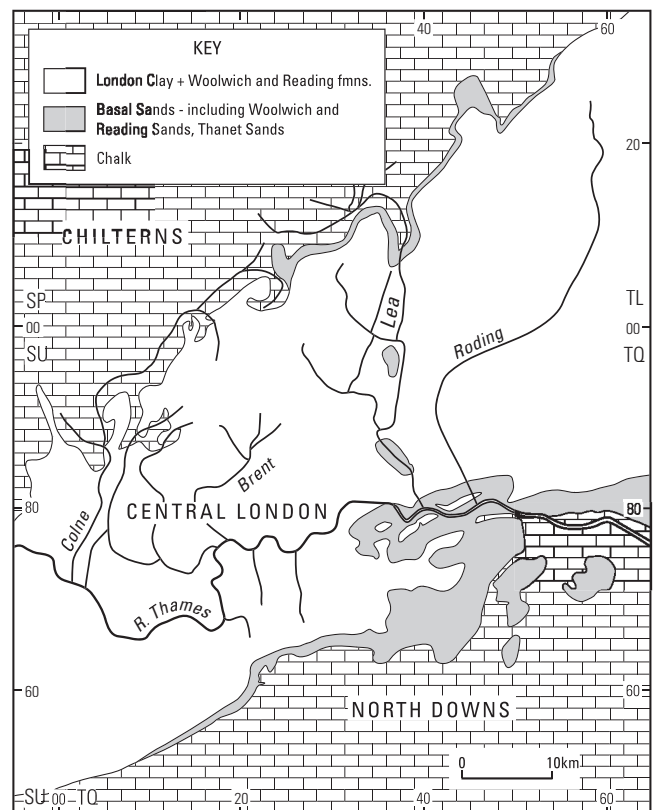 40
60
KEY
London Clay + Woolwich and Reading fmns.
Basal Sands - including Woolwich and
Reading Sands, Thanet Sands
Chalk
20
CHILTERNS
SP
00
SU
TL
00
TQ
Lea
Roding
Brent
Colne
80
CENTRAL LONDON
80
R. Thames
60
60
NORTH DOWNS
0 10km
SU 00 TQ
20
40
60